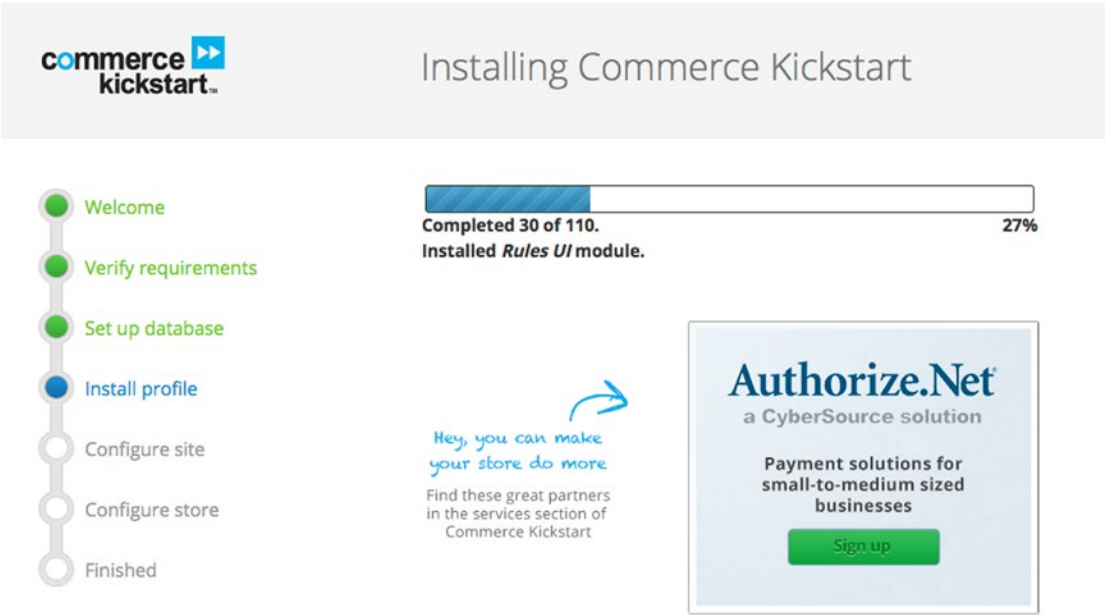 commerce
kickstart™
Installing Commerce Kickstart
Welcome
Verify requirements
Set up database
Install profile
Configure site
Configure store
Finished
Completed 30 of 110. 27%
Installed Rules UI module.
Hey, you can make
your store do more
Find these great partners
in the services section of
Commerce Kickstart
Authorize.Net
a CyberSource solution
Payment solutions for
small-to-medium sized
businesses
Sign up